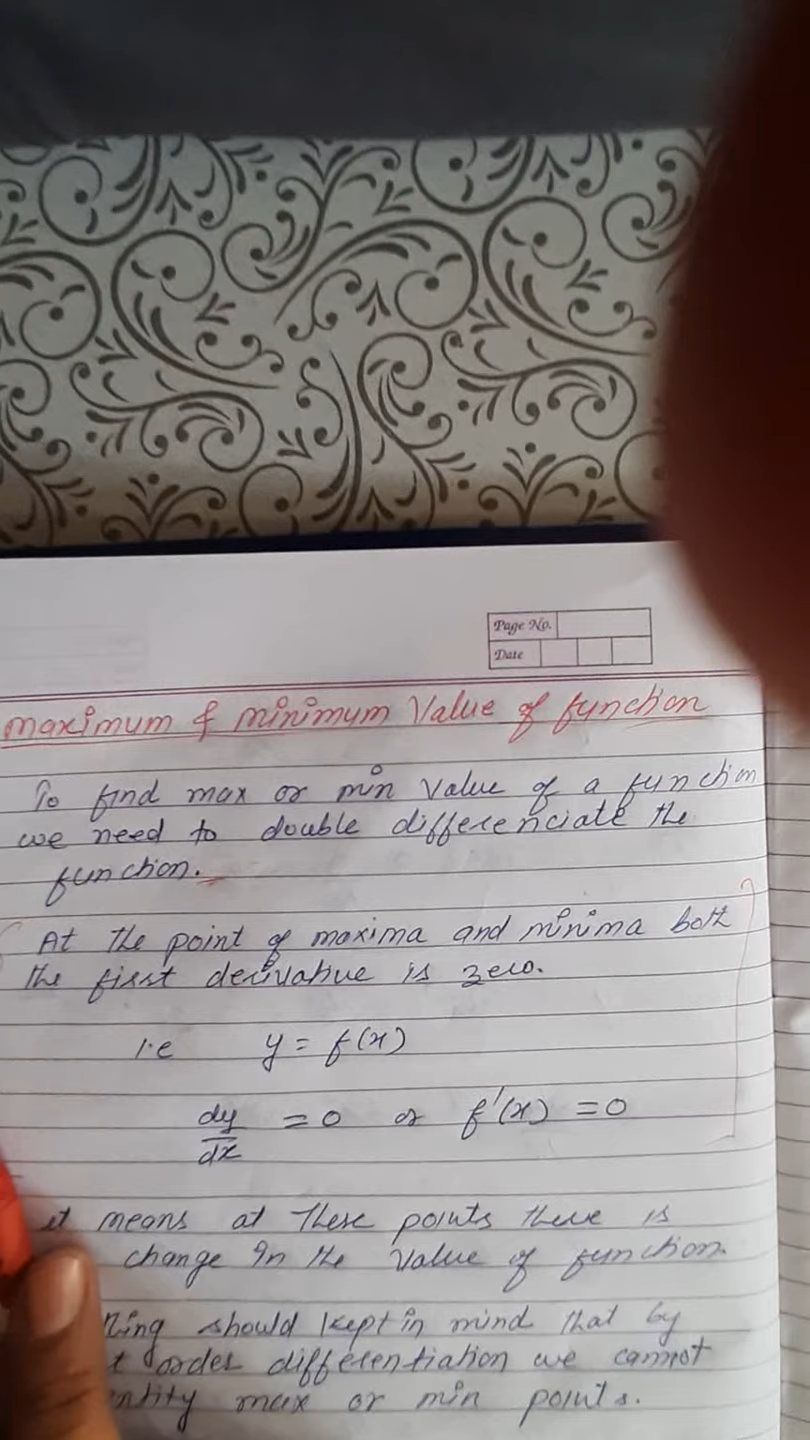 Page No.
Date
maximum & minimum Value of function
To find max or min Value of a function
we need to double differenciate the
function.
At the point of maxima and minima both
the first derivative is zero.
i.e y = f(x)
dy/dx = 0 or f'(x) = 0
it means at these points there is
change in the value of function.
should kept in mind that by
order differentiation we cannot
max or min points.